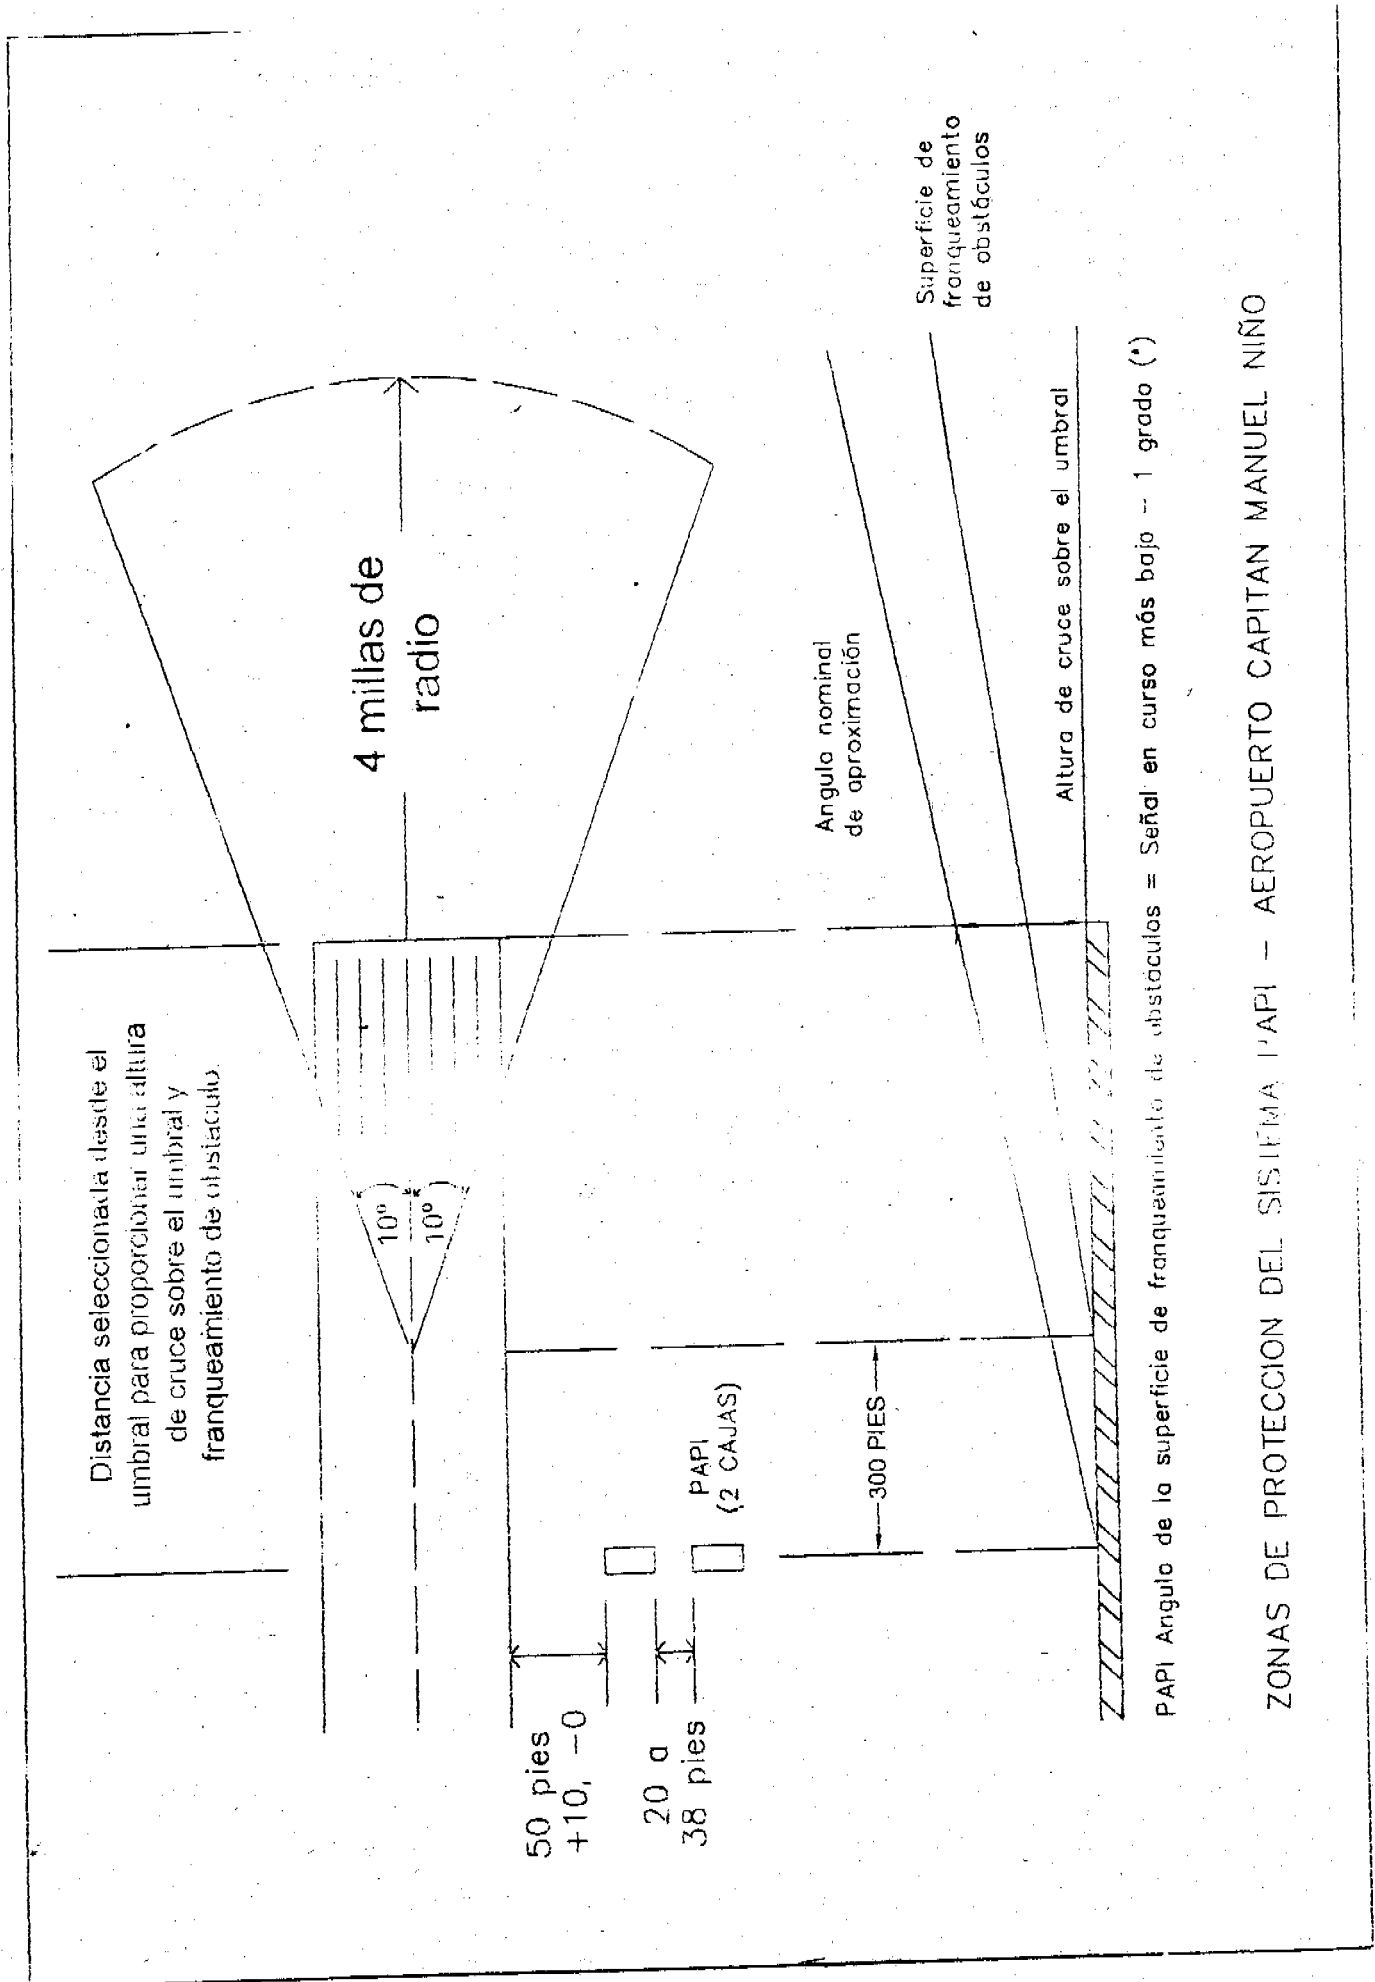 Distancia seleccionada desde el
umbral para proporcionar una altura
de cruce sobre el umbral y
franqueamiento de obstaculo.
4 millas de
radio
10º
10º
50 pies
+10, -0
20 a
38 pies
PAPI
(2 CAJAS)
300 PIES
Angulo nominal
de aproximación
Superficie de
franqueamiento
de obstáculos
Altura de cruce sobre el umbral
PAPI Angulo de la superficie de franqueamiento de obstáculos = Señal en curso más bajo - 1 grado (*)
ZONAS DE PROTECCION DEL SISTEMA PAPI - AEROPUERTO CAPITAN MANUEL NIÑO